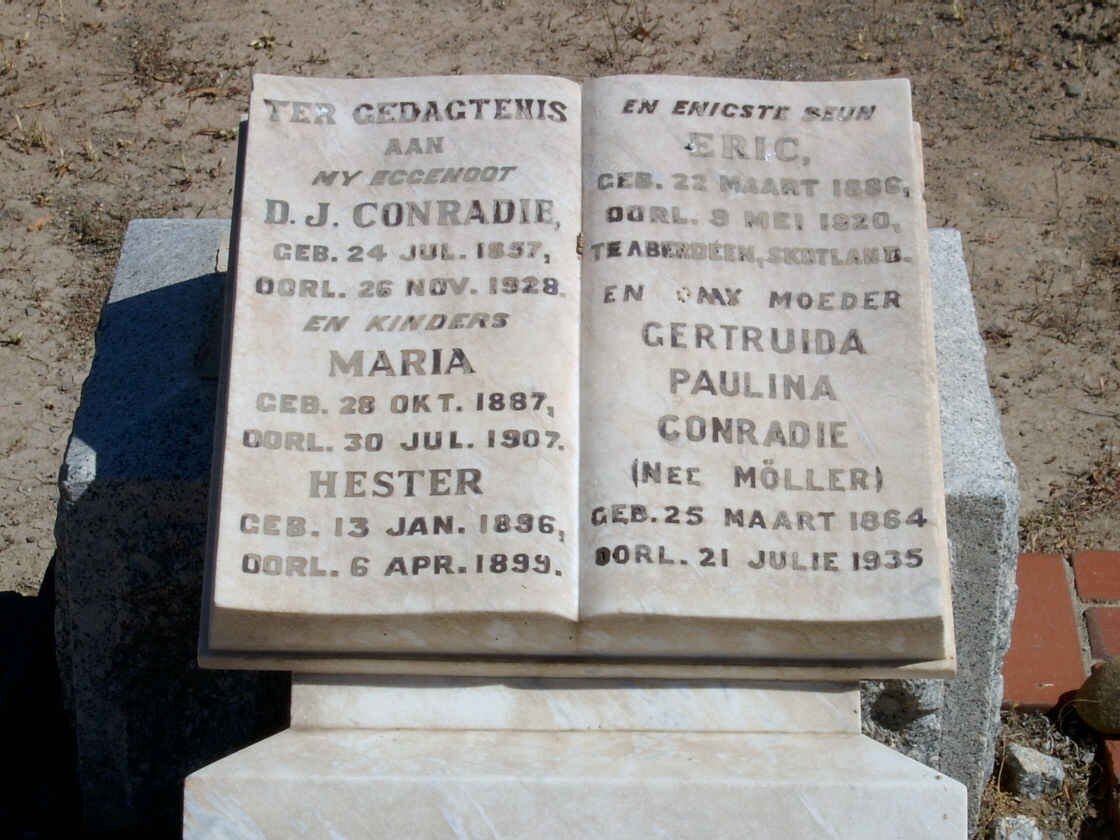 TER GEDAGTENIS
AAN
MY EGGENOOT
D. J. CONRADIE,
GEB. 24 JUL. 1857,
OORL. 26 NOV. 1928.
EN KINDERS
MARIA
GEB. 28 OKT. 1887,
OORL. 30 JUL. 1907.
HESTER
GEB. 13 JAN. 1896,
OORL. 6 APR. 1899.
EN ENIGSTE SEUN
ERIC,
GEB. 22 MAART 1886,
OORL. 9 MEI 1920,
TE ABERDEEN, SKOTLAND.
EN MY MOEDER
GERTRUIDA
PAULINA
CONRADIE
(NEE MÖLLER)
GEB. 25 MAART 1864
OORL. 21 JULIE 1935